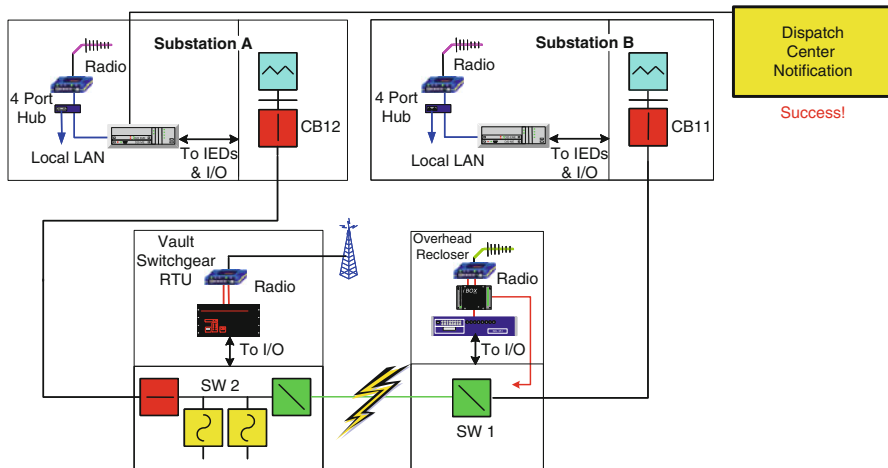 Substation A
Radio
4 Port
Hub
Local LAN
To IEDs
& I/O
CB12
Substation B
Radio
4 Port
Hub
Local LAN
To IEDs
& I/O
CB11
Dispatch
Center
Notification
Success!
Vault
Switchgear
RTU
Radio
To I/O
SW 2
Overhead
Recloser
Radio
BOX
To I/O
SW 1